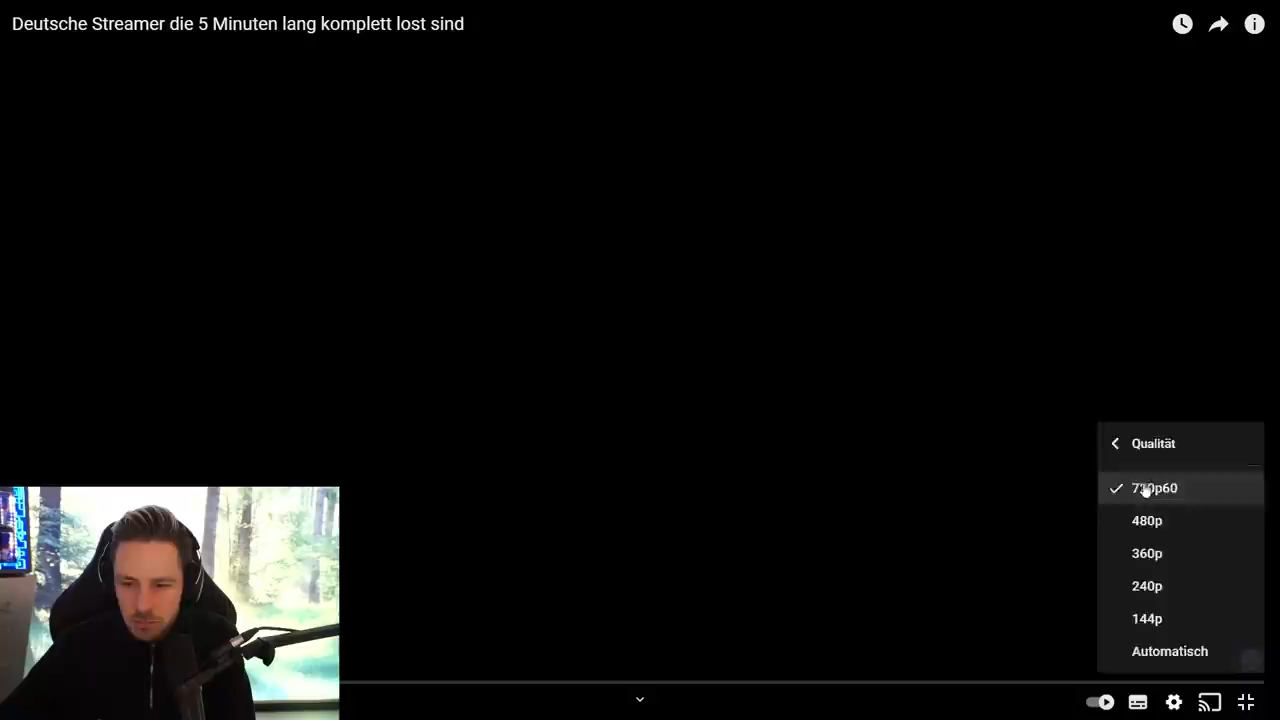 Deutsche Streamer die 5 Minuten lang komplett lost sind
Qualität
720p60
480p
360p
240p
144p
Automatisch